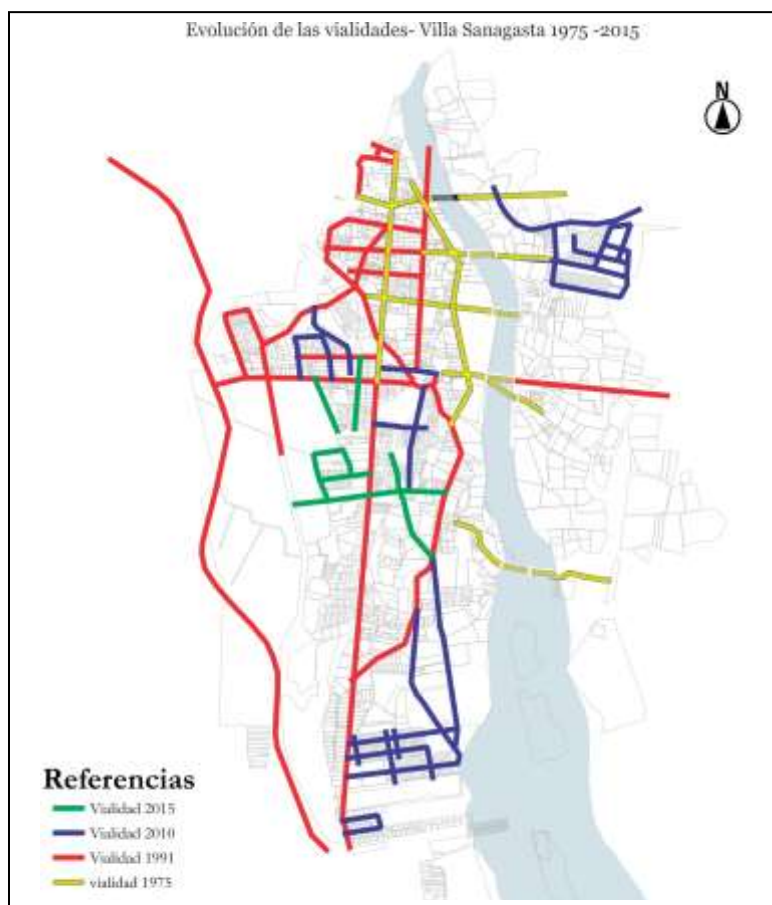 Evolución de las vialidades- Villa Sanagasta 1975 -2015
N
Referencias
Vialidad 2015
Vialidad 2010
Vialidad 1991
vialidad 1975